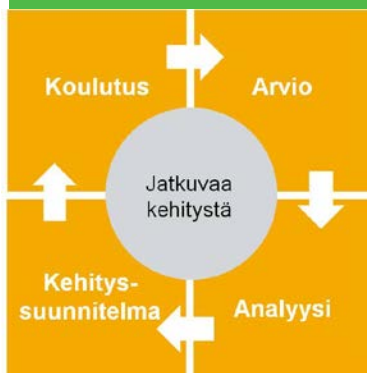 Koulutus
Arvio
Jatkuvaa
kehitystä
Kehitys-
suunnitelma
Analyysi